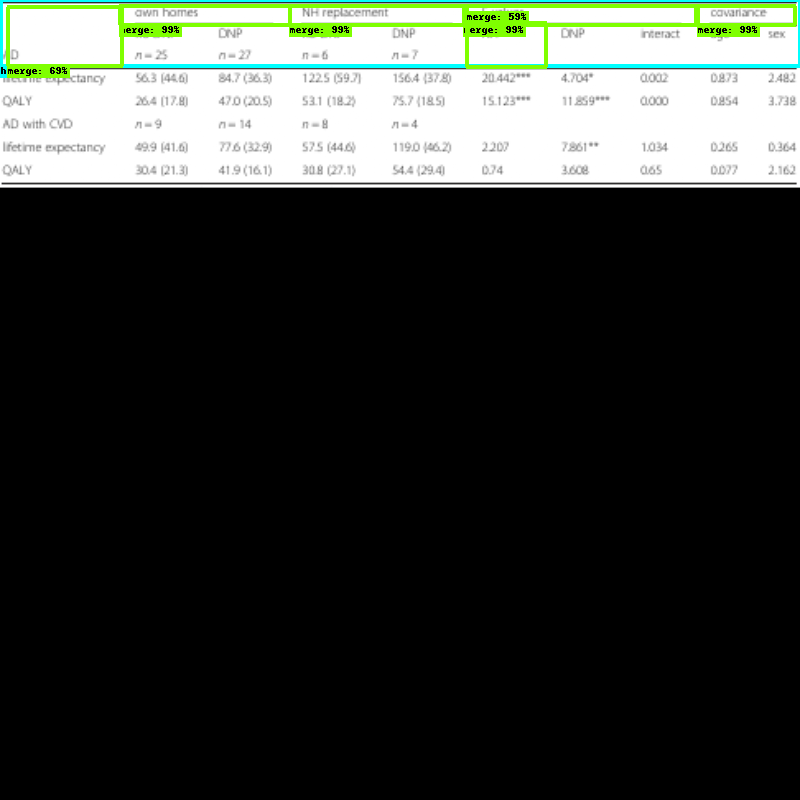 own homes NH replacement covariance
merge: 59%
merge: 99% DNP merge: 99% DNP merge: 99% DNP interact merge: 99% sex
AD n = 25 n = 27 n = 6 n = 7
merge: 69%
lifetime expectancy 56.3 (44.6) 84.7 (36.3) 122.5 (59.7) 156.4 (37.8) 20.442*** 4.704* 0.002 0.873 2.482
QALY 26.4 (17.8) 47.0 (20.5) 53.1 (18.2) 75.7 (18.5) 15.123*** 11.859*** 0.000 0.854 3.738
AD with CVD n = 9 n = 14 n = 8 n = 4
lifetime expectancy 49.9 (41.6) 77.6 (32.9) 57.5 (44.6) 119.0 (46.2) 2.207 7.861** 1.034 0.265 0.364
QALY 30.4 (21.3) 41.9 (16.1) 30.8 (27.1) 54.4 (29.4) 0.74 3.608 0.65 0.077 2.162